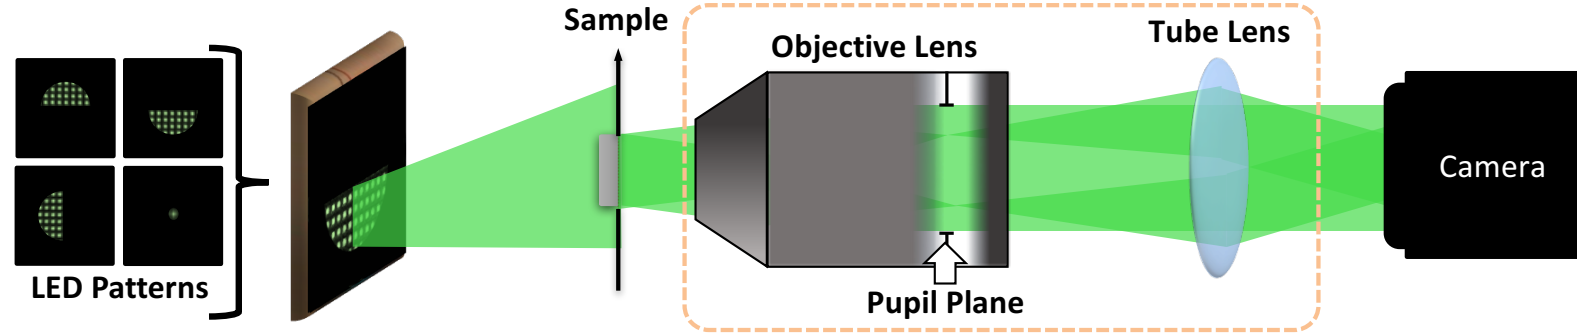 Sample
Objective Lens
Tube Lens
Camera
LED Patterns
Pupil Plane